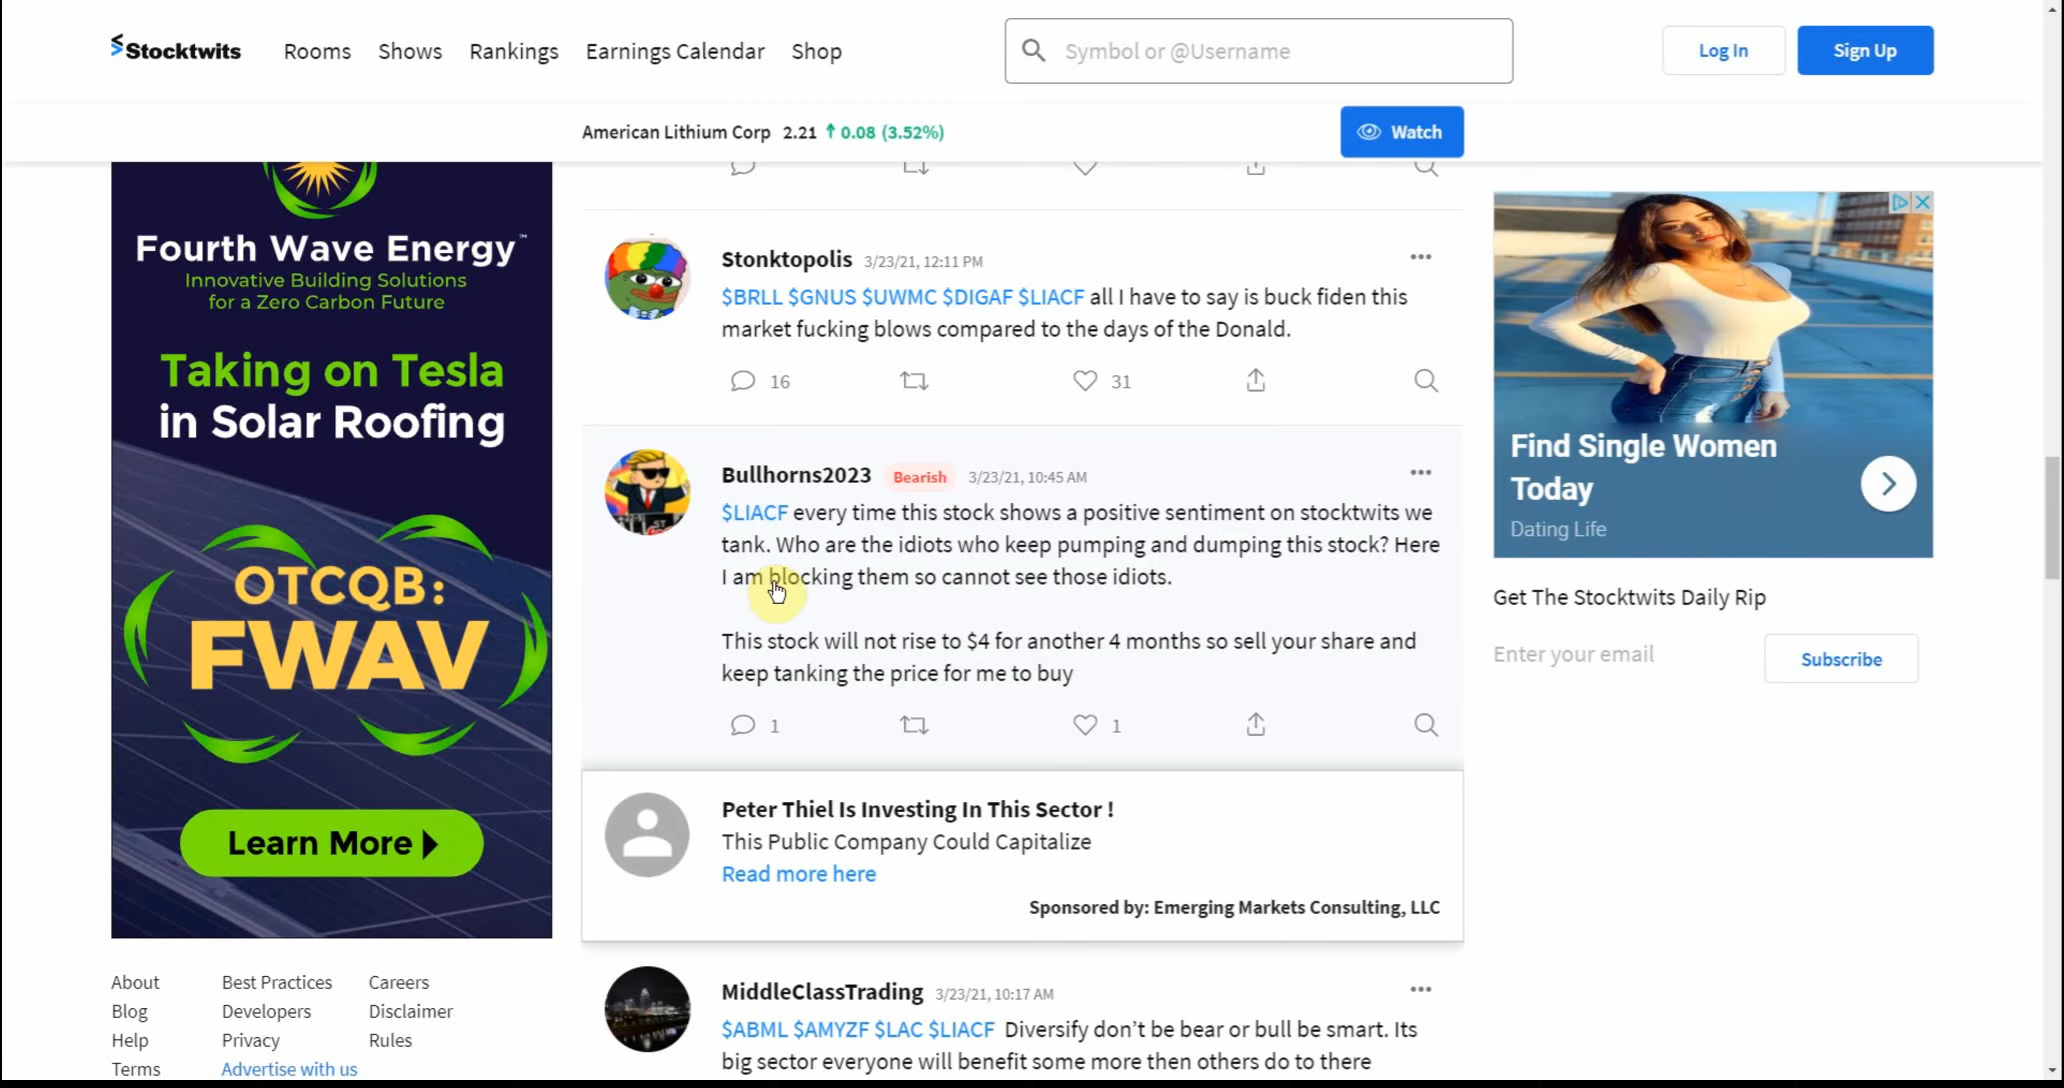 Stocktwits
Rooms Shows Rankings Earnings Calendar Shop
Symbol or @Username
Log In
Sign Up
American Lithium Corp 2.21 0.08 (3.52%)
Watch
Fourth Wave Energy™
Innovative Building Solutions
for a Zero Carbon Future
Taking on Tesla
in Solar Roofing
OTCQB:
FWAV
Learn More
About Best Practices Careers
Blog Developers Disclaimer
Help Privacy Rules
Terms Advertise with us
Stonktopolis 3/23/21, 12:11 PM
$BRLL $GNUS $UWMC $DIGAF $LIACF all I have to say is buck fiden this
market fucking blows compared to the days of the Donald.
16 31
Bullhorns2023 Bearish 3/23/21, 10:45 AM
$LIACF every time this stock shows a positive sentiment on stocktwits we
tank. Who are the idiots who keep pumping and dumping this stock? Here
I am blocking them so cannot see those idiots.
This stock will not rise to $4 for another 4 months so sell your share and
keep tanking the price for me to buy
1 1
Peter Thiel Is Investing In This Sector !
This Public Company Could Capitalize
Read more here
Sponsored by: Emerging Markets Consulting, LLC
MiddleClassTrading 3/23/21, 10:17 AM
$ABML $AMYZF $LAC $LIACF Diversify don't be bear or bull be smart. Its
big sector everyone will benefit some more then others do to there
Find Single Women
Today
Dating Life
Get The Stocktwits Daily Rip
Enter your email
Subscribe